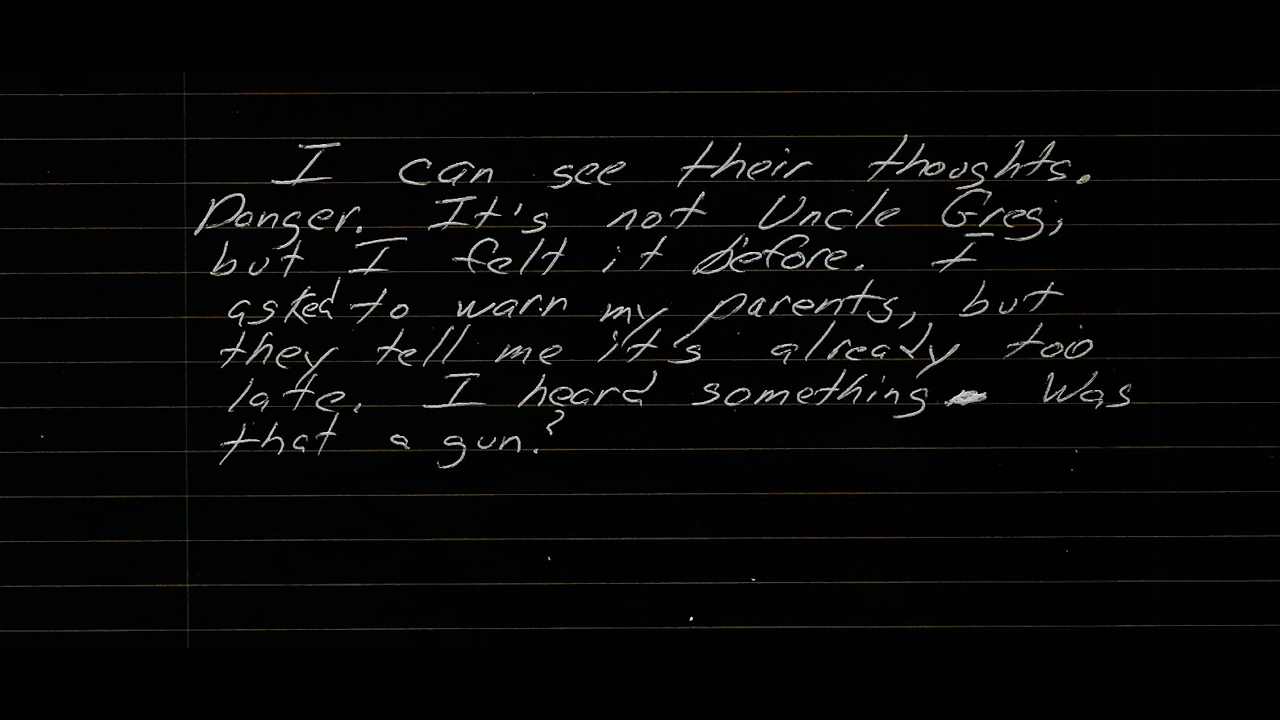 I can see their thoughts.
Danger. It's not Uncle Greg,
but I felt it before. I
asked to warn my parents, but
they tell me it's already too
late. I heard something. Was
that a gun?